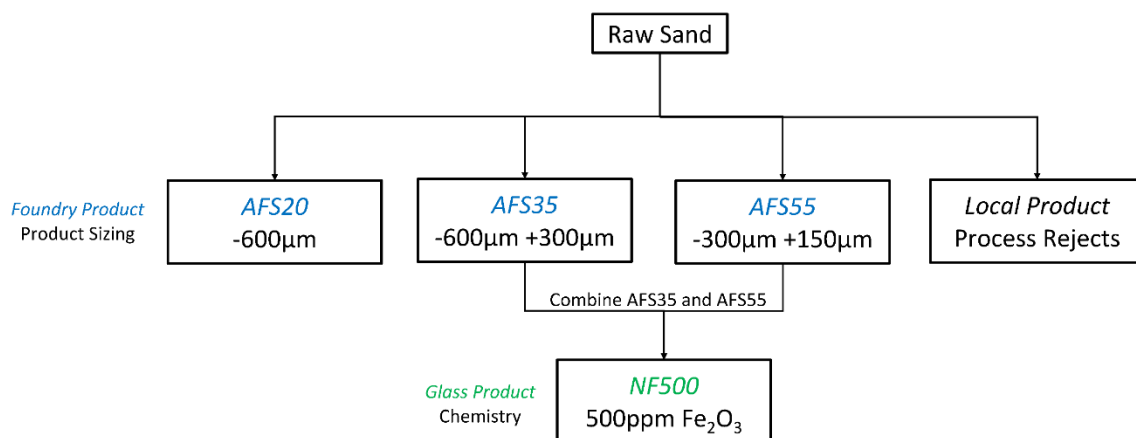 Raw Sand
Foundry Product
Product Sizing
AFS20
-600µm
AFS35
-600µm +300µm
AFS55
-300µm +150µm
Local Product
Process Rejects
Combine AFS35 and AFS55
Glass Product
Chemistry
NF500
500ppm Fe₂O₃